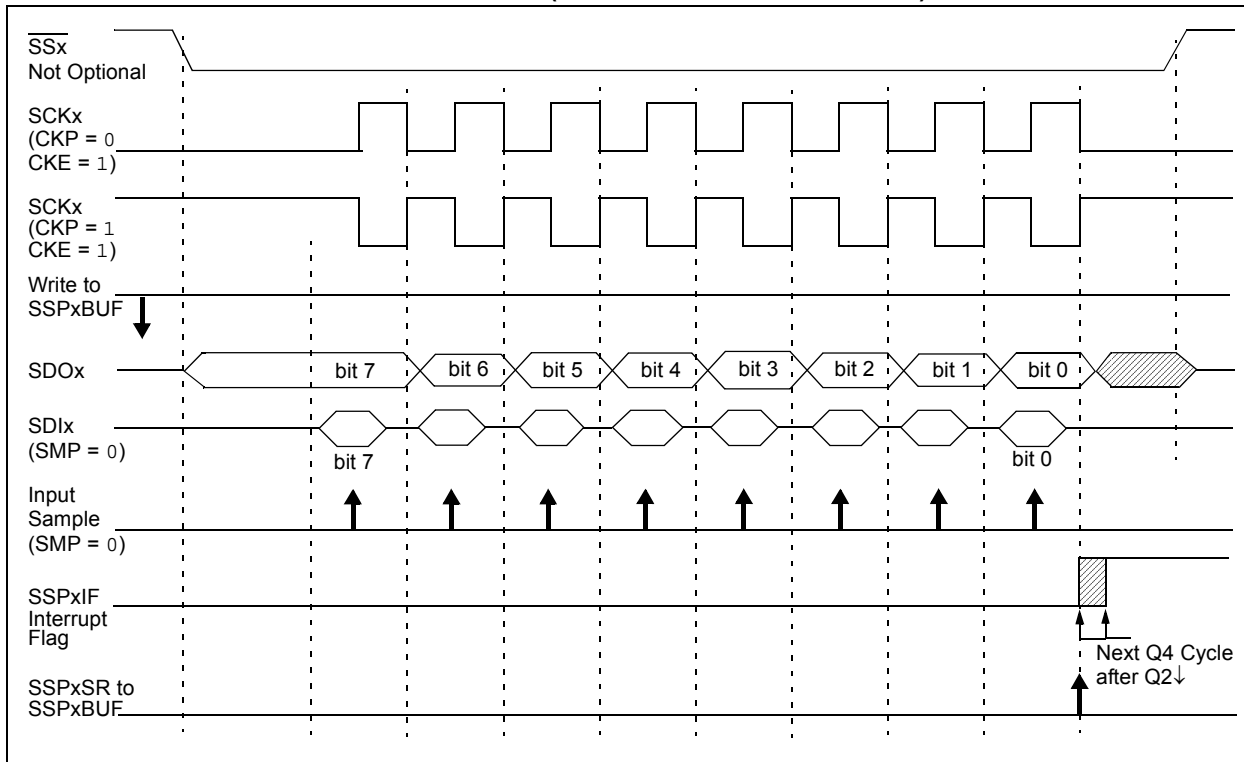 SSx
Not Optional
SCKx
(CKP = 0
CKE = 1)
SCKx
(CKP = 1
CKE = 1)
Write to
SSPxBUF
SDOx
bit 7
bit 6
bit 5
bit 4
bit 3
bit 2
bit 1
bit 0
SDIx
(SMP = 0)
bit 7
bit 0
Input
Sample
(SMP = 0)
SSPxIF
Interrupt
Flag
Next Q4 Cycle
after Q2↓
SSPxSR to
SSPxBUF